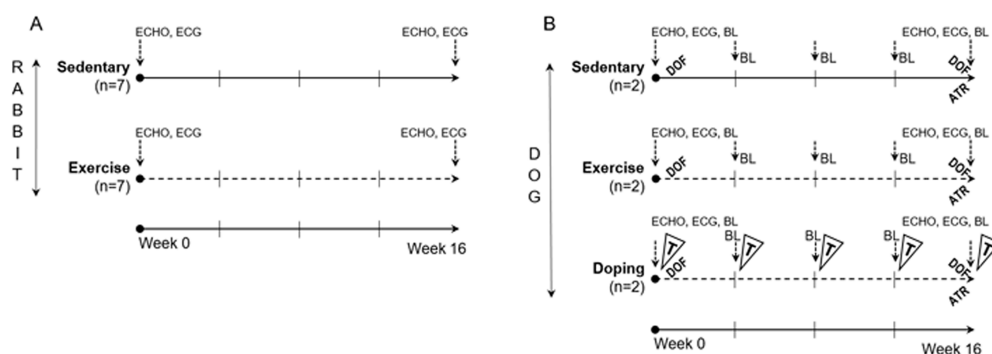 A
RABBIT
ECHO, ECG
ECHO, ECG
Sedentary
(n=7)
ECHO, ECG
ECHO, ECG
Exercise
(n=7)
Week 0
Week 16
B
DOG
ECHO, ECG, BL
ECHO, ECG, BL
Sedentary
(n=2)
DOF
BL
BL
BL
DOF
ATR
ECHO, ECG, BL
ECHO, ECG, BL
Exercise
(n=2)
DOF
BL
BL
DOF
ATR
ECHO, ECG, BL
ECHO, ECG, BL
Doping
(n=2)
T
DOF
BL
T
BL
T
BL
T
DOF
T
ATR
Week 0
Week 16